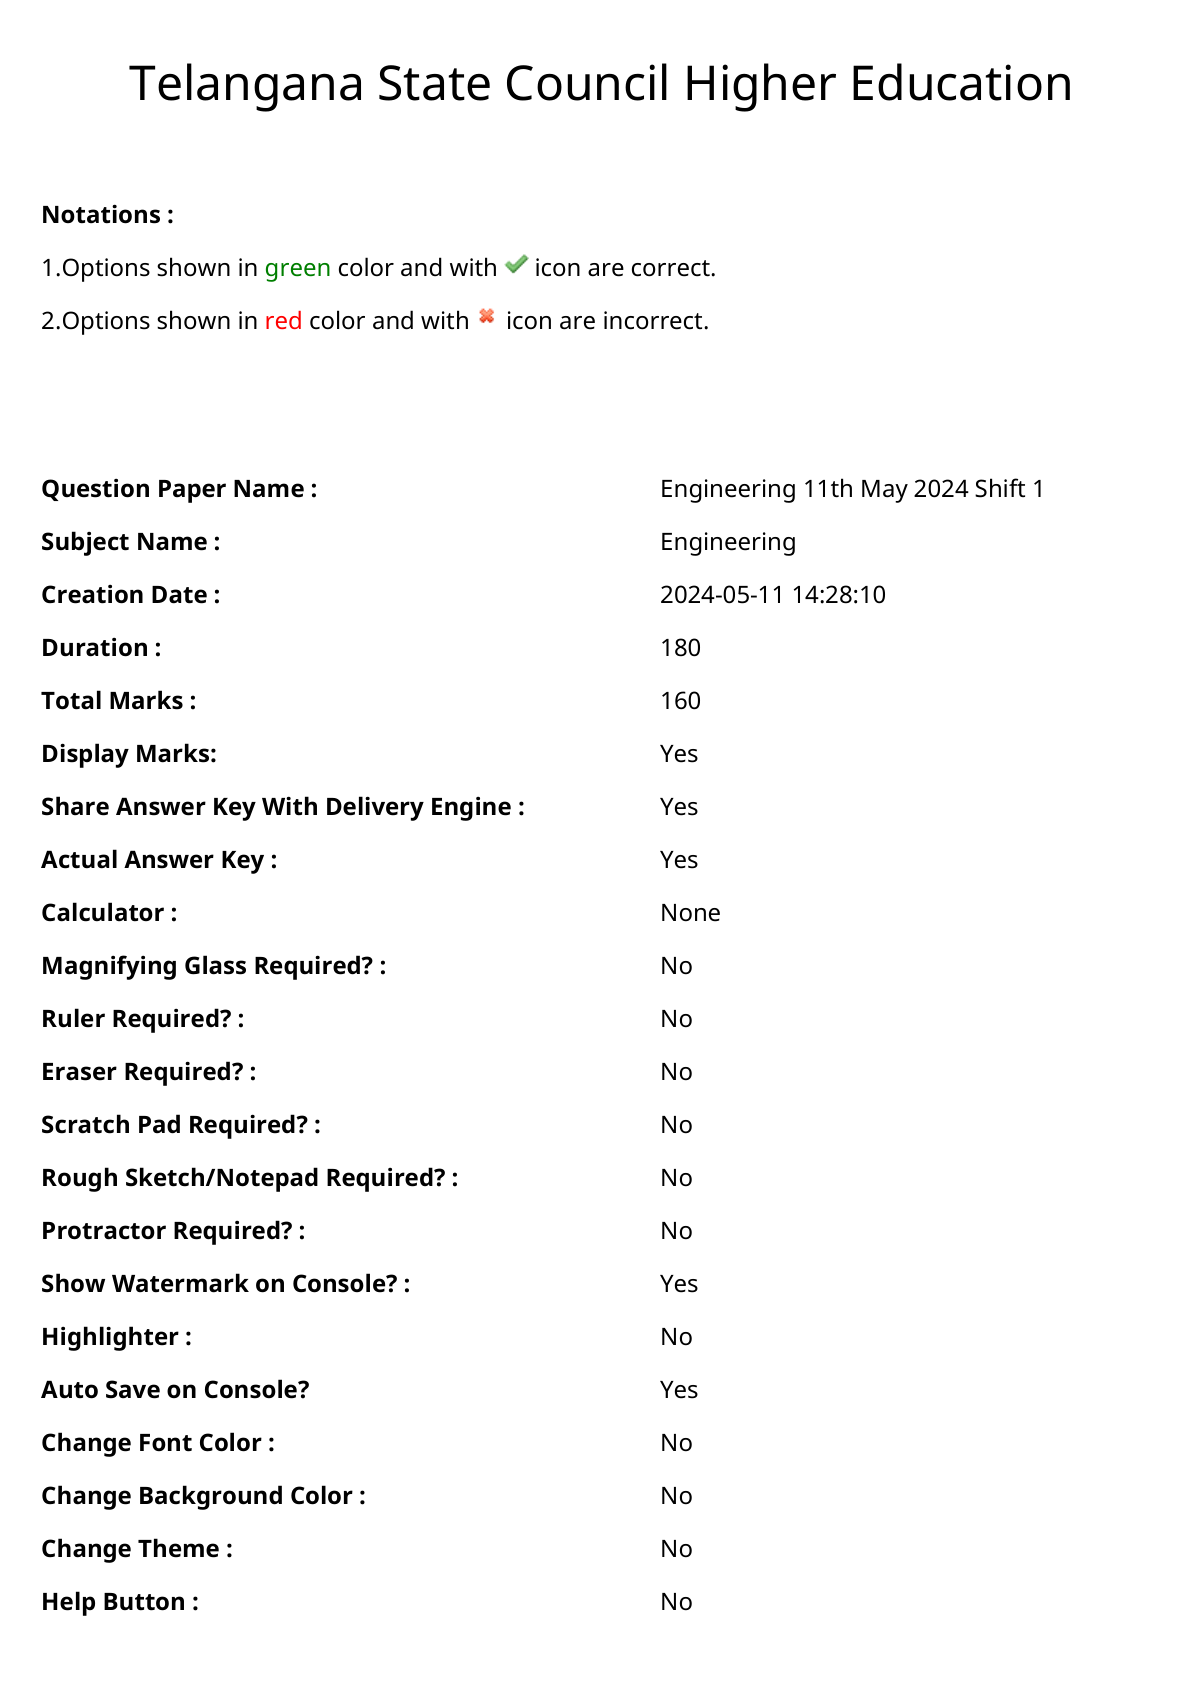 Telangana State Council Higher Education
Notations :
1.Options shown in green color and with icon are correct.
2.Options shown in red color and with icon are incorrect.
Question Paper Name : Engineering 11th May 2024 Shift 1
Subject Name : Engineering
Creation Date : 2024-05-11 14:28:10
Duration : 180
Total Marks : 160
Display Marks: Yes
Share Answer Key With Delivery Engine : Yes
Actual Answer Key : Yes
Calculator : None
Magnifying Glass Required? : No
Ruler Required? : No
Eraser Required? : No
Scratch Pad Required? : No
Rough Sketch/Notepad Required? : No
Protractor Required? : No
Show Watermark on Console? : Yes
Highlighter : No
Auto Save on Console? Yes
Change Font Color : No
Change Background Color : No
Change Theme : No
Help Button : No